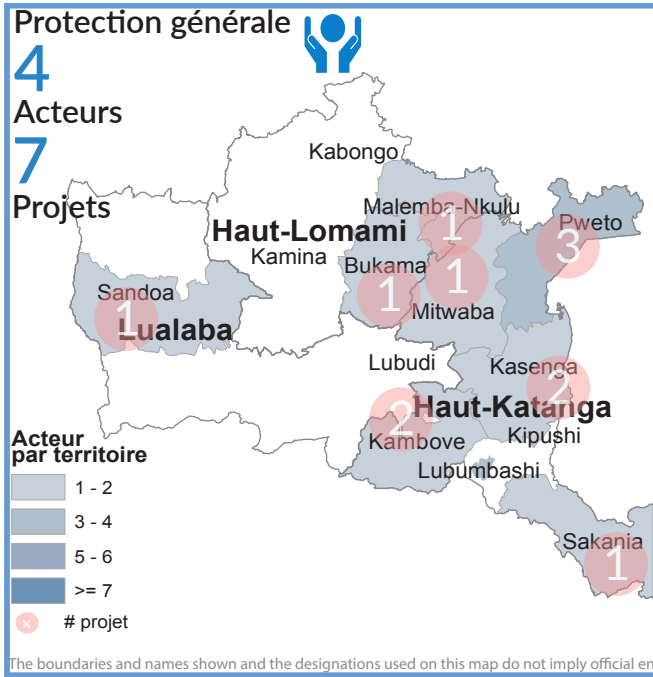 Protection générale
4
Acteurs
7
Projets
Kabongo
Malemba-Nkulu
1
Pweto
3
Haut-Lomami
Kamina
Bukama
1
1
Mitwaba
Sandoa
1
Lualaba
Lubudi
Kasenga
2
2
Haut-Katanga
Kambove
Kipushi
Lubumbashi
Sakania
1
Acteur
par territoire
1 - 2
3 - 4
5 - 6
>= 7
x # projet
The boundaries and names shown and the designations used on this map do not imply official en